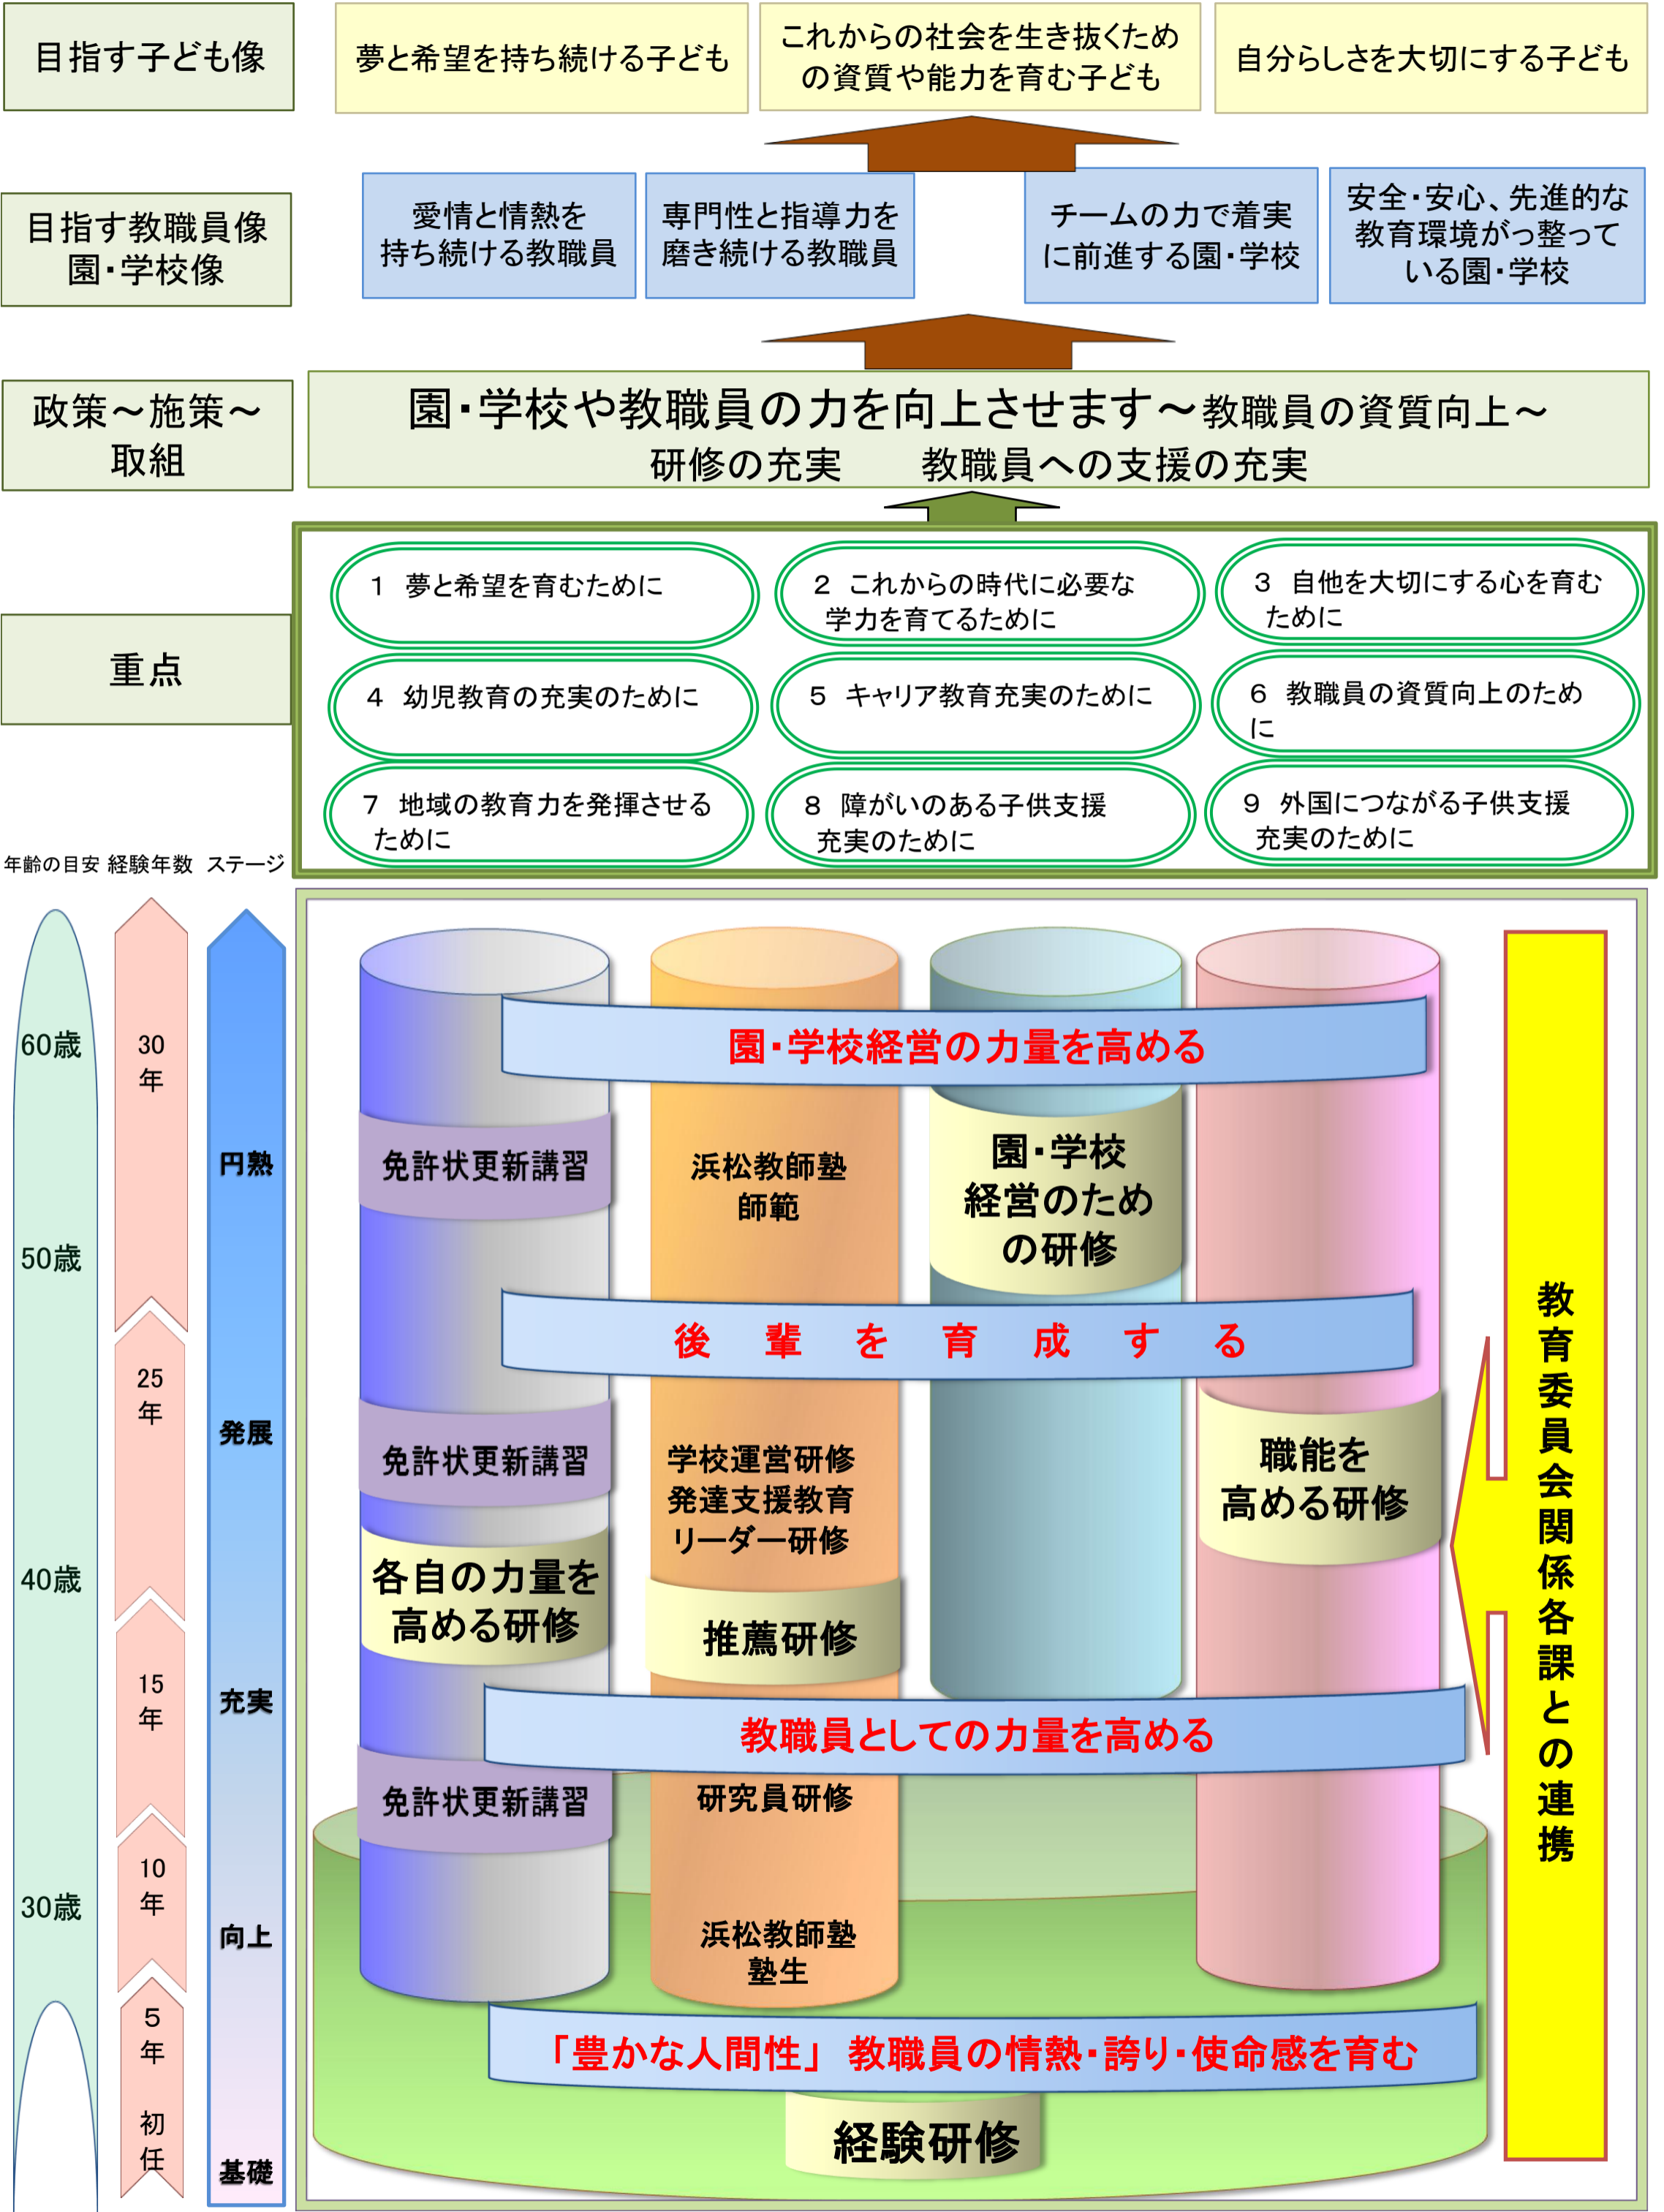 目指す子ども像
夢と希望を持ち続ける子ども
これからの社会を生き抜くため
の資質や能力を育む子ども
自分らしさを大切にする子ども
目指す教職員像
園・学校像
愛情と情熱を
持ち続ける教職員
専門性と指導力を
磨き続ける教職員
チームの力で着実
に前進する園・学校
安全・安心、先進的な
教育環境がっ整って
いる園・学校
政策～施策～
取組
園・学校や教職員の力を向上させます～教職員の資質向上～
研修の充実　　教職員への支援の充実
重点
1　夢と希望を育むために
2　これからの時代に必要な
学力を育てるために
3　自他を大切にする心を育む
ために
4　幼児教育の充実のために
5　キャリア教育充実のために
6　教職員の資質向上のため
に
7　地域の教育力を発揮させる
ために
8　障がいのある子供支援
充実のために
9　外国につながる子供支援
充実のために
年齢の目安 経験年数 ステージ
60歳
50歳
40歳
30歳
30
年
25
年
15
年
10
年
5
年
初
任
円熟
発展
充実
向上
基礎
園・学校経営の力量を高める
免許状更新講習
浜松教師塾
師範
園・学校
経営のため
の研修
後輩を育成する
免許状更新講習
学校運営研修
発達支援教育
リーダー研修
職能を
高める研修
各自の力量を
高める研修
推薦研修
教職員としての力量を高める
免許状更新講習
研究員研修
浜松教師塾
塾生
「豊かな人間性」 教職員の情熱・誇り・使命感を育む
経験研修
教育委員会関係各課との連携